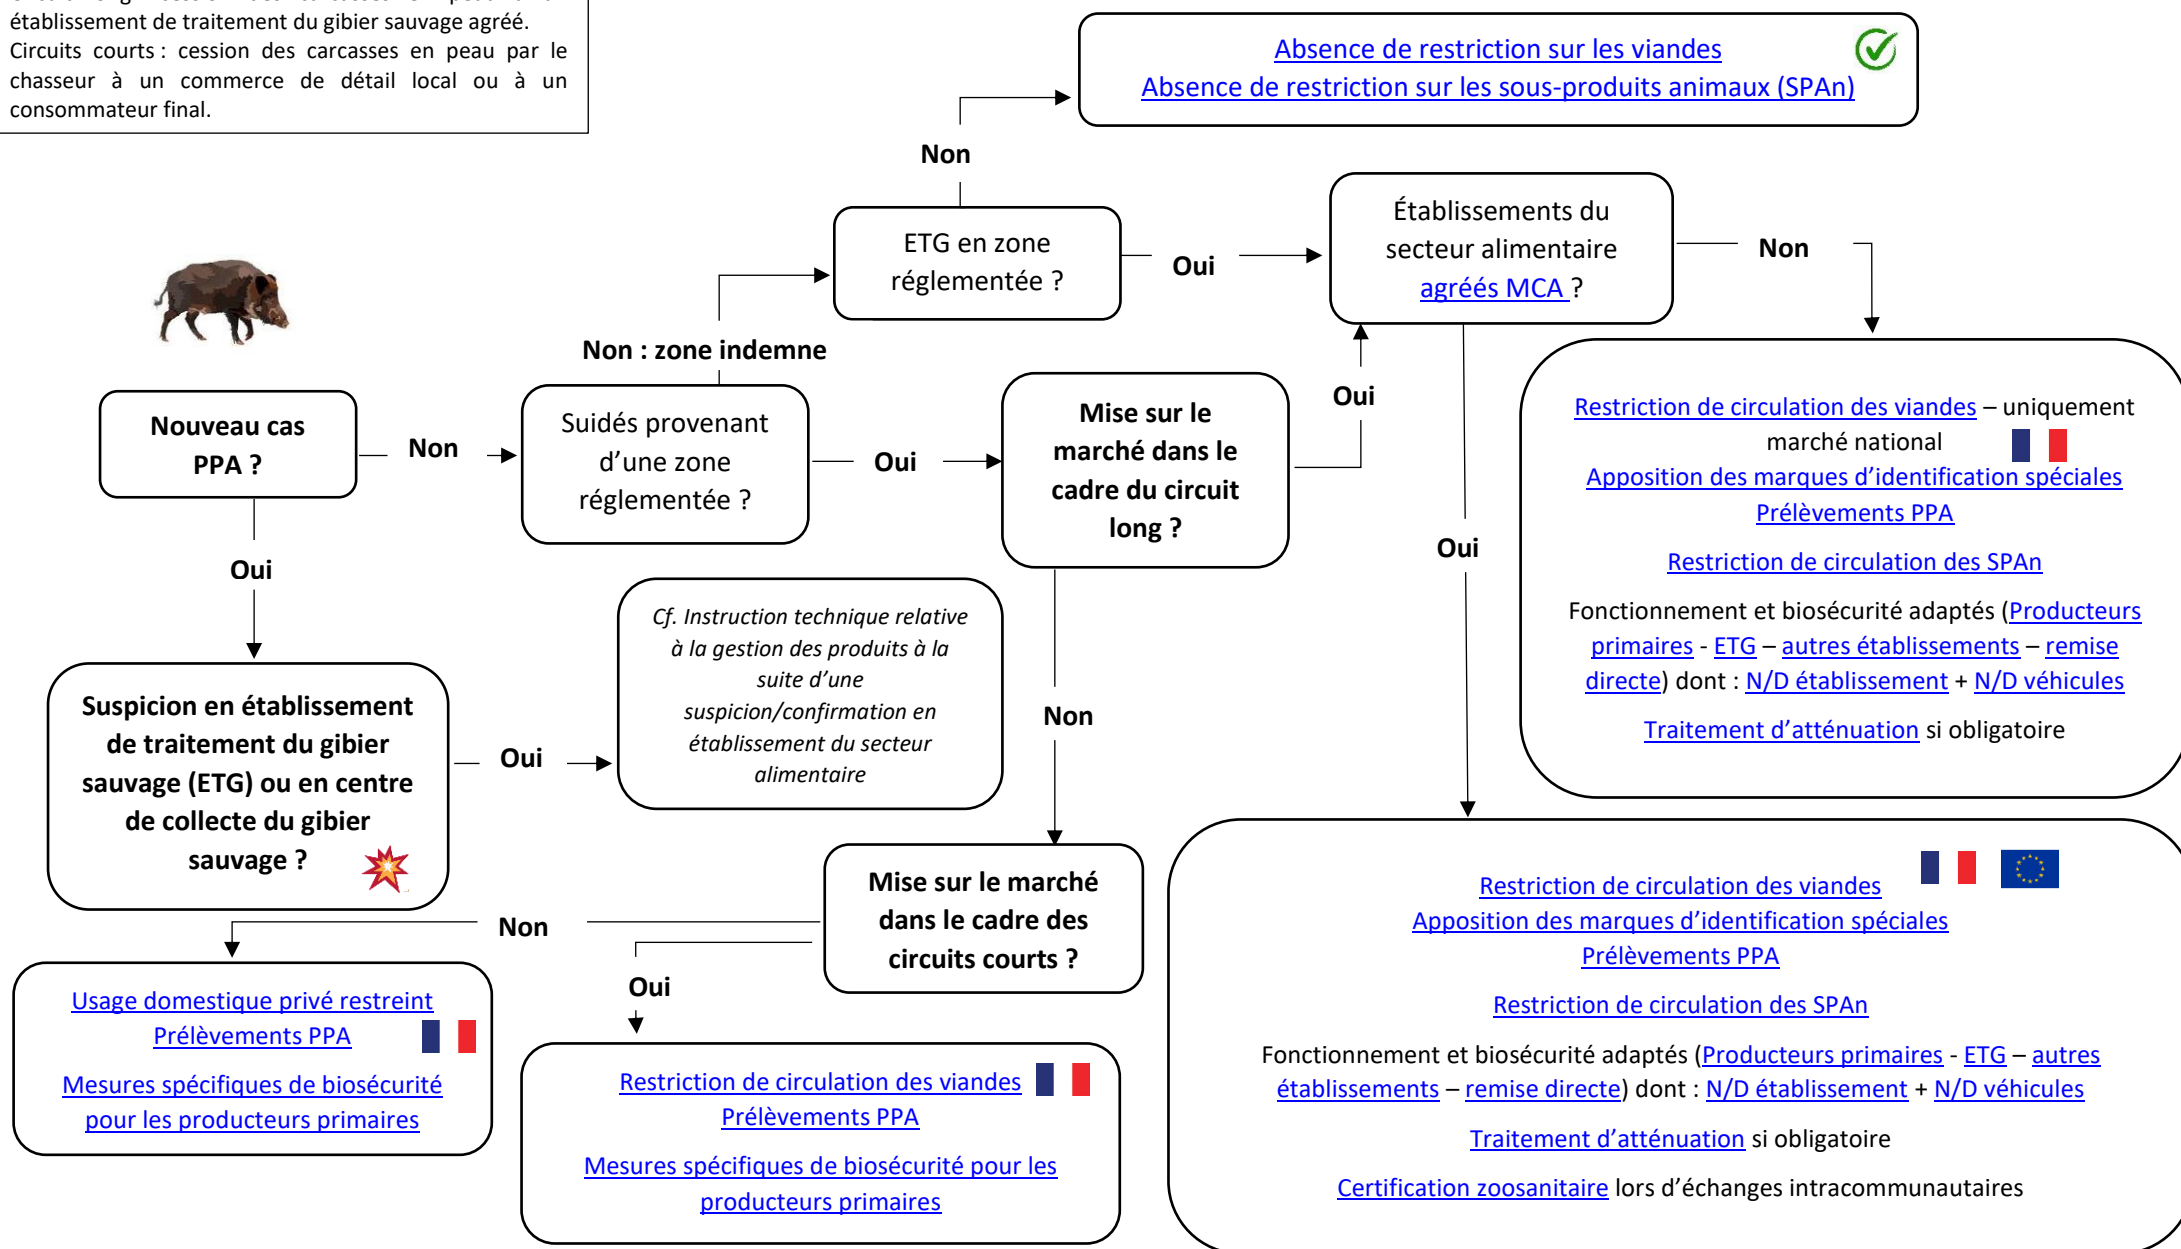 établissement de traitement du gibier sauvage agréé.
Circuits courts : cession des carcasses en peau par le
chasseur à un commerce de détail local ou à un
consommateur final.
Absence de restriction sur les viandes
Absence de restriction sur les sous-produits animaux (SPAn)
Non
ETG en zone
réglementée ?
Oui
Établissements du
secteur alimentaire
agréés MCA ?
Non
Non : zone indemne
Nouveau cas
PPA ?
Non
Suidés provenant
d’une zone
réglementée ?
Oui
Mise sur le
marché dans le
cadre du circuit
long ?
Oui
Restriction de circulation des viandes – uniquement
marché national
Apposition des marques d’identification spéciales
Prélèvements PPA
Restriction de circulation des SPAn
Fonctionnement et biosécurité adaptés (Producteurs
primaires - ETG – autres établissements – remise
directe) dont : N/D établissement + N/D véhicules
Traitement d’atténuation si obligatoire
Oui
Oui
Cf. Instruction technique relative
à la gestion des produits à la
suite d’une
suspicion/confirmation en
établissement du secteur
alimentaire
Suspicion en établissement
de traitement du gibier
sauvage (ETG) ou en centre
de collecte du gibier
sauvage ?
Oui
Non
Mise sur le marché
dans le cadre des
circuits courts ?
Non
Oui
Usage domestique privé restreint
Prélèvements PPA
Mesures spécifiques de biosécurité
pour les producteurs primaires
Restriction de circulation des viandes
Prélèvements PPA
Mesures spécifiques de biosécurité pour les
producteurs primaires
Restriction de circulation des viandes
Apposition des marques d’identification spéciales
Prélèvements PPA
Restriction de circulation des SPAn
Fonctionnement et biosécurité adaptés (Producteurs primaires - ETG – autres
établissements – remise directe) dont : N/D établissement + N/D véhicules
Traitement d’atténuation si obligatoire
Certification zoosanitaire lors d’échanges intracommunautaires